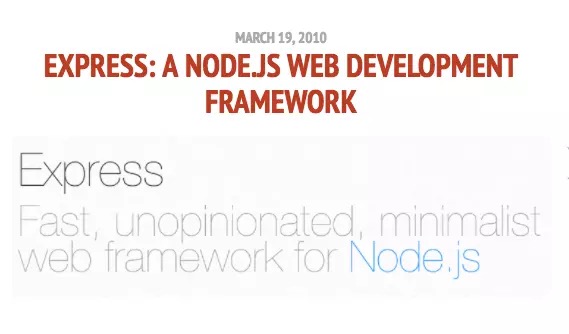 MARCH 19, 2010
EXPRESS: A NODE.JS WEB DEVELOPMENT
FRAMEWORK
Express
Fast, unopinionated, minimalist
web framework for Node.js